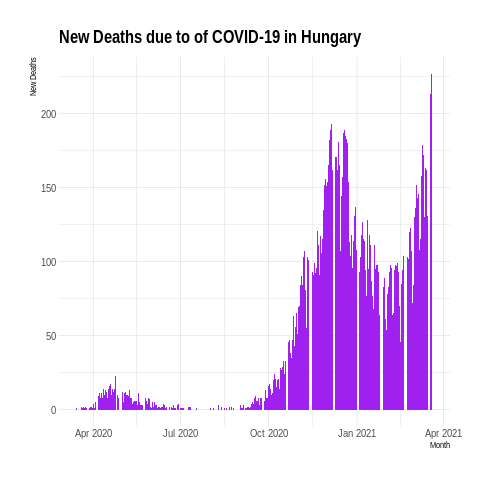 New Deaths due to of COVID-19 in Hungary
New Deaths
200
150
100
50
0
Apr 2020
Jul 2020
Oct 2020
Jan 2021
Apr 2021
Month